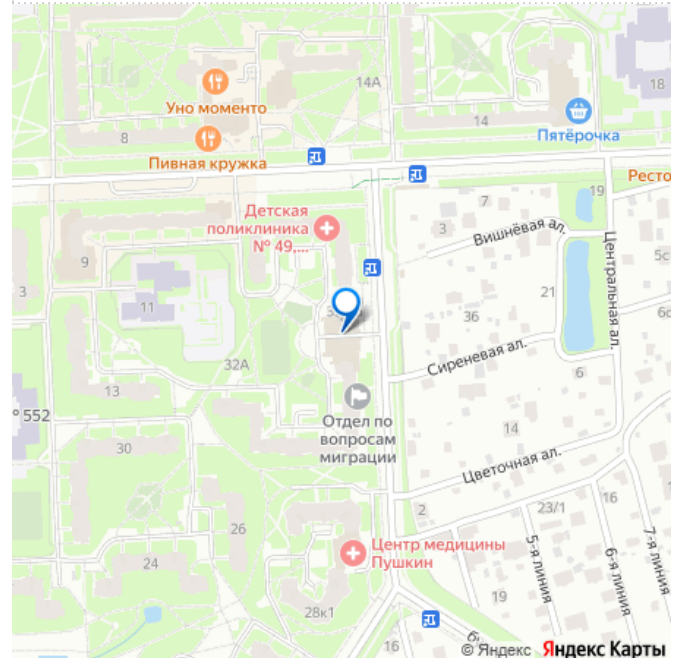 14А
18
Уно моменто
8
14
Пятёрочка
Пивная кружка
Ресто
7
19
Детская
поликлиника
№ 49,...
3
Вишнёвая ал.
Центральная ал.
9
5с
3
11
21
36
32А
Сиреневая ал.
6
13
° 552
Отдел по
вопросам
миграции
14
30
Цветочная ал.
2
23/1
16
26
Центр медицины
Пушкин
24
5-я линия
6-я линия
7-я линия
19
28к1
16
6-
© Яндекс Яндекс Карты